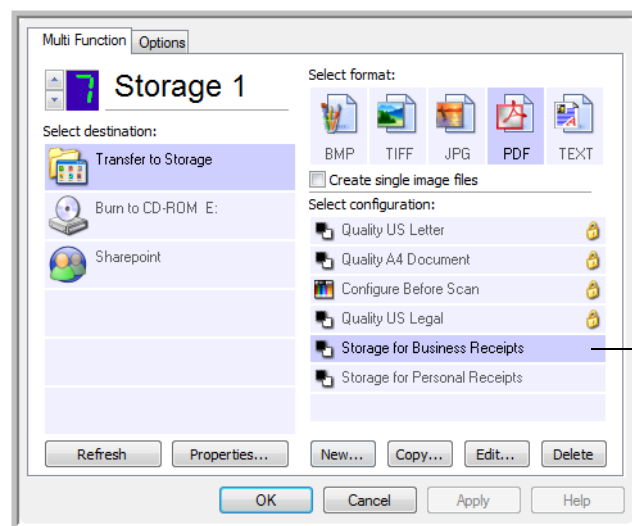 Multi Function Options
7 Storage 1
Select destination:
Transfer to Storage
Burn to CD-ROM E:
Sharepoint
Refresh Properties...
Select format:
BMP TIFF JPG PDF TEXT
Create single image files
Select configuration:
Quality US Letter
Quality A4 Document
Configure Before Scan
Quality US Legal
Storage for Business Receipts
Storage for Personal Receipts
New... Copy... Edit... Delete
OK Cancel Apply Help